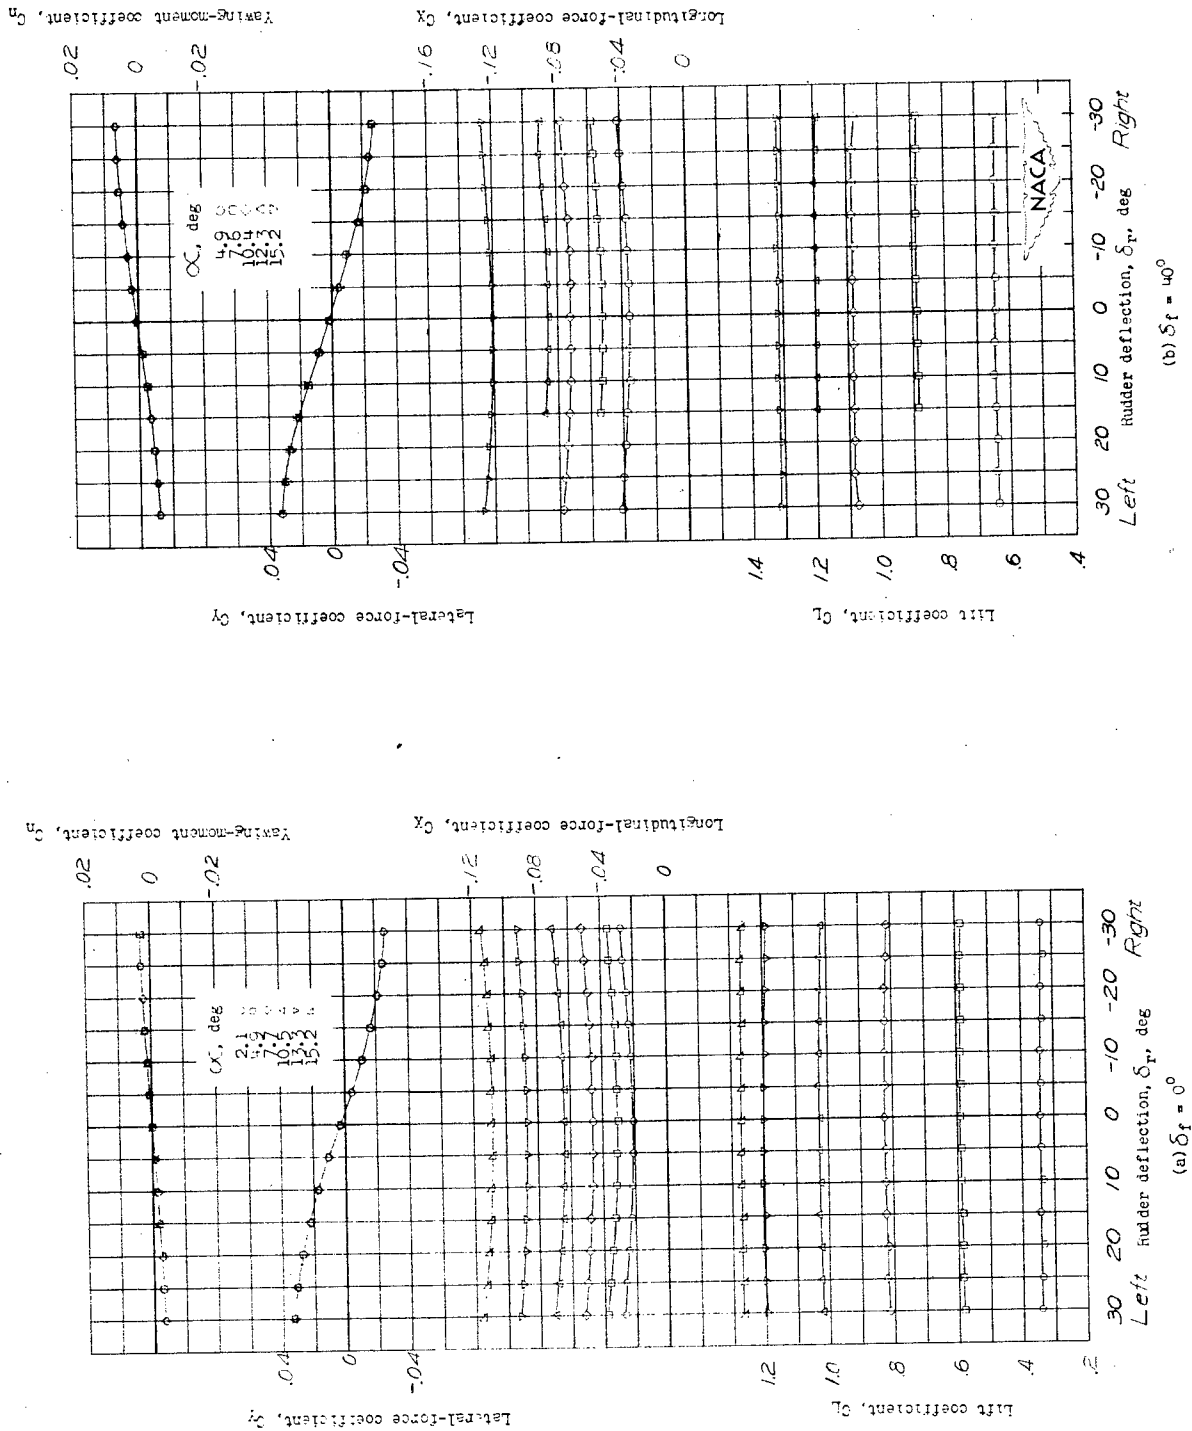 Yawing-moment coefficient, Cn
.02
0
-.02
Longitudinal-force coefficient, CX
-.16
-.12
-.08
-.04
0
α, deg
4.9
7.6
10.4
12.3
15.2
.04
0
-.04
Lateral-force coefficient, CY
1.4
1.2
1.0
.8
.6
.4
Lift coefficient, CL
NACA
30 20 10 0 -10 -20 -30
Left Rudder deflection, δr, deg Right
(b) δf = 40°
Yawing-moment coefficient, Cn
.02
0
-.02
Longitudinal-force coefficient, CX
-.12
-.08
-.04
0
α, deg
2.1
4.9
7.7
10.5
13.3
15.2
.04
0
-.04
Lateral-force coefficient, CY
1.2
1.0
.8
.6
.4
.2
Lift coefficient, CL
30 20 10 0 -10 -20 -30
Left Rudder deflection, δr, deg Right
(a) δf = 0°